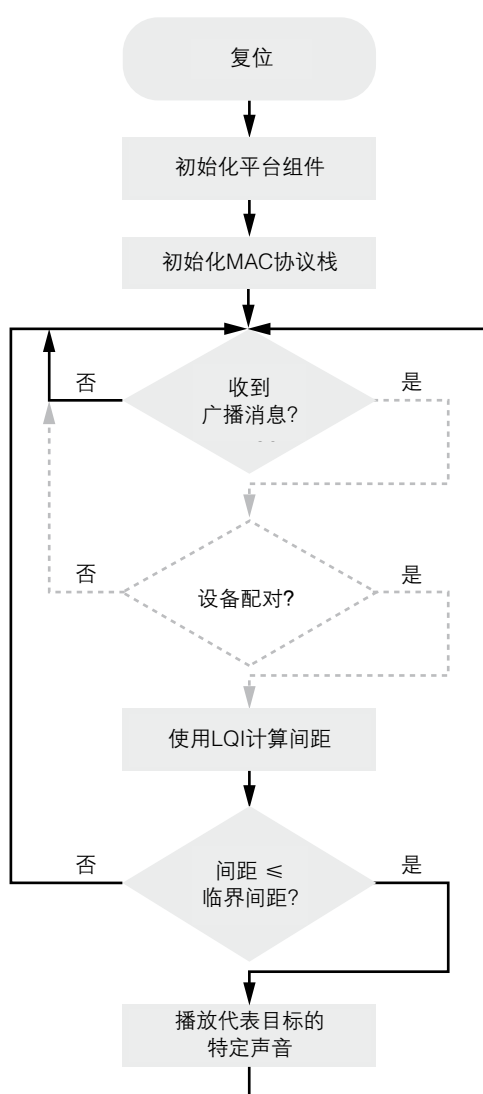 复位
初始化平台组件
初始化MAC协议栈
否
是
收到
广播消息?
否
是
设备配对?
使用LQI计算间距
否
是
间距 ≤
临界间距?
播放代表目标的
特定声音